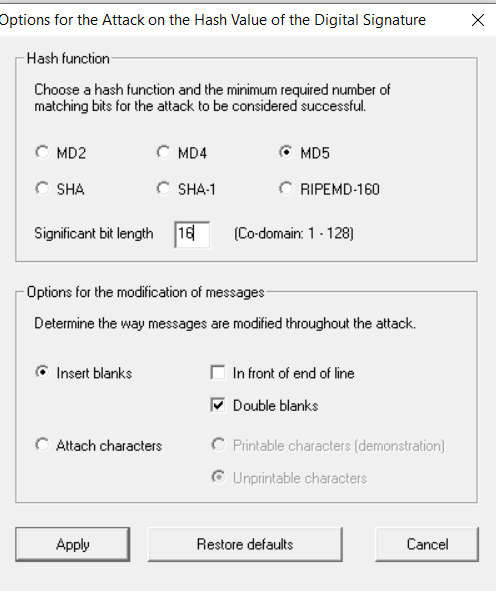 Options for the Attack on the Hash Value of the Digital Signature
Hash function
Choose a hash function and the minimum required number of
matching bits for the attack to be considered successful.
MD2 MD4 MD5
SHA SHA-1 RIPEMD-160
Significant bit length 16 (Co-domain: 1 - 128)
Options for the modification of messages
Determine the way messages are modified throughout the attack.
Insert blanks In front of end of line
Double blanks
Attach characters Printable characters (demonstration)
Unprintable characters
Apply Restore defaults Cancel